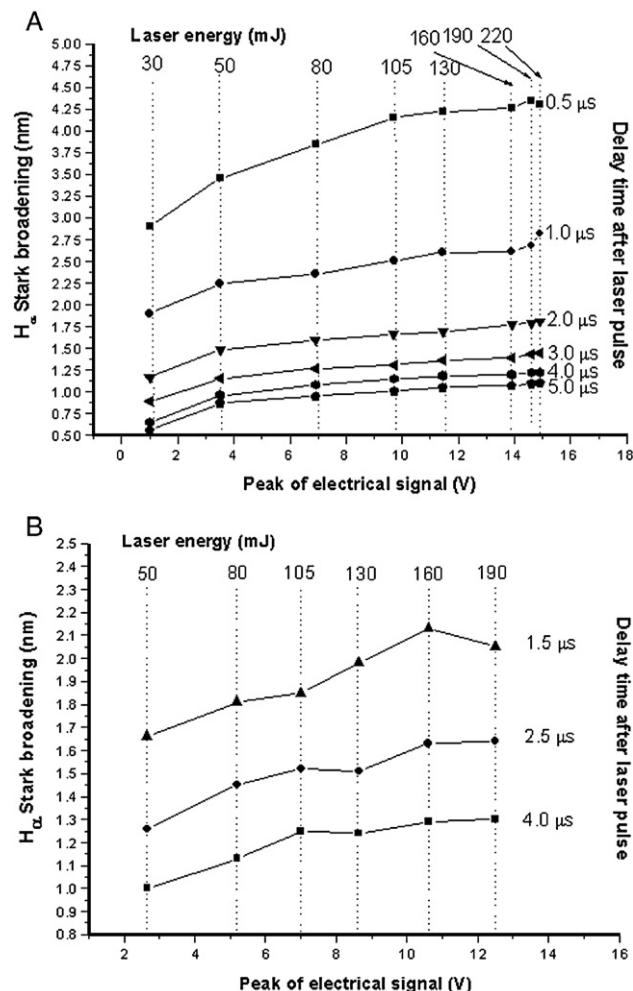 A
Laser energy (mJ)
30 50 80 105 130 160 190 220
5.00
4.75
4.50
4.25
4.00
3.75
3.50
3.25
3.00
2.75
2.50
2.25
2.00
1.75
1.50
1.25
1.00
0.75
0.50
Hα Stark broadening (nm)
0.5 µS
1.0 µS
2.0 µS
3.0 µS
4.0 µS
5.0 µS
Delay time after laser pulse
0 2 4 6 8 10 12 14 16 18
Peak of electrical signal (V)
B
Laser energy (mJ)
50 80 105 130 160 190
2.5
2.4
2.3
2.2
2.1
2.0
1.9
1.8
1.7
1.6
1.5
1.4
1.3
1.2
1.1
1.0
0.9
0.8
Hα Stark broadening (nm)
1.5 µS
2.5 µS
4.0 µS
Delay time after laser pulse
2 4 6 8 10 12 14
Peak of electrical signal (V)